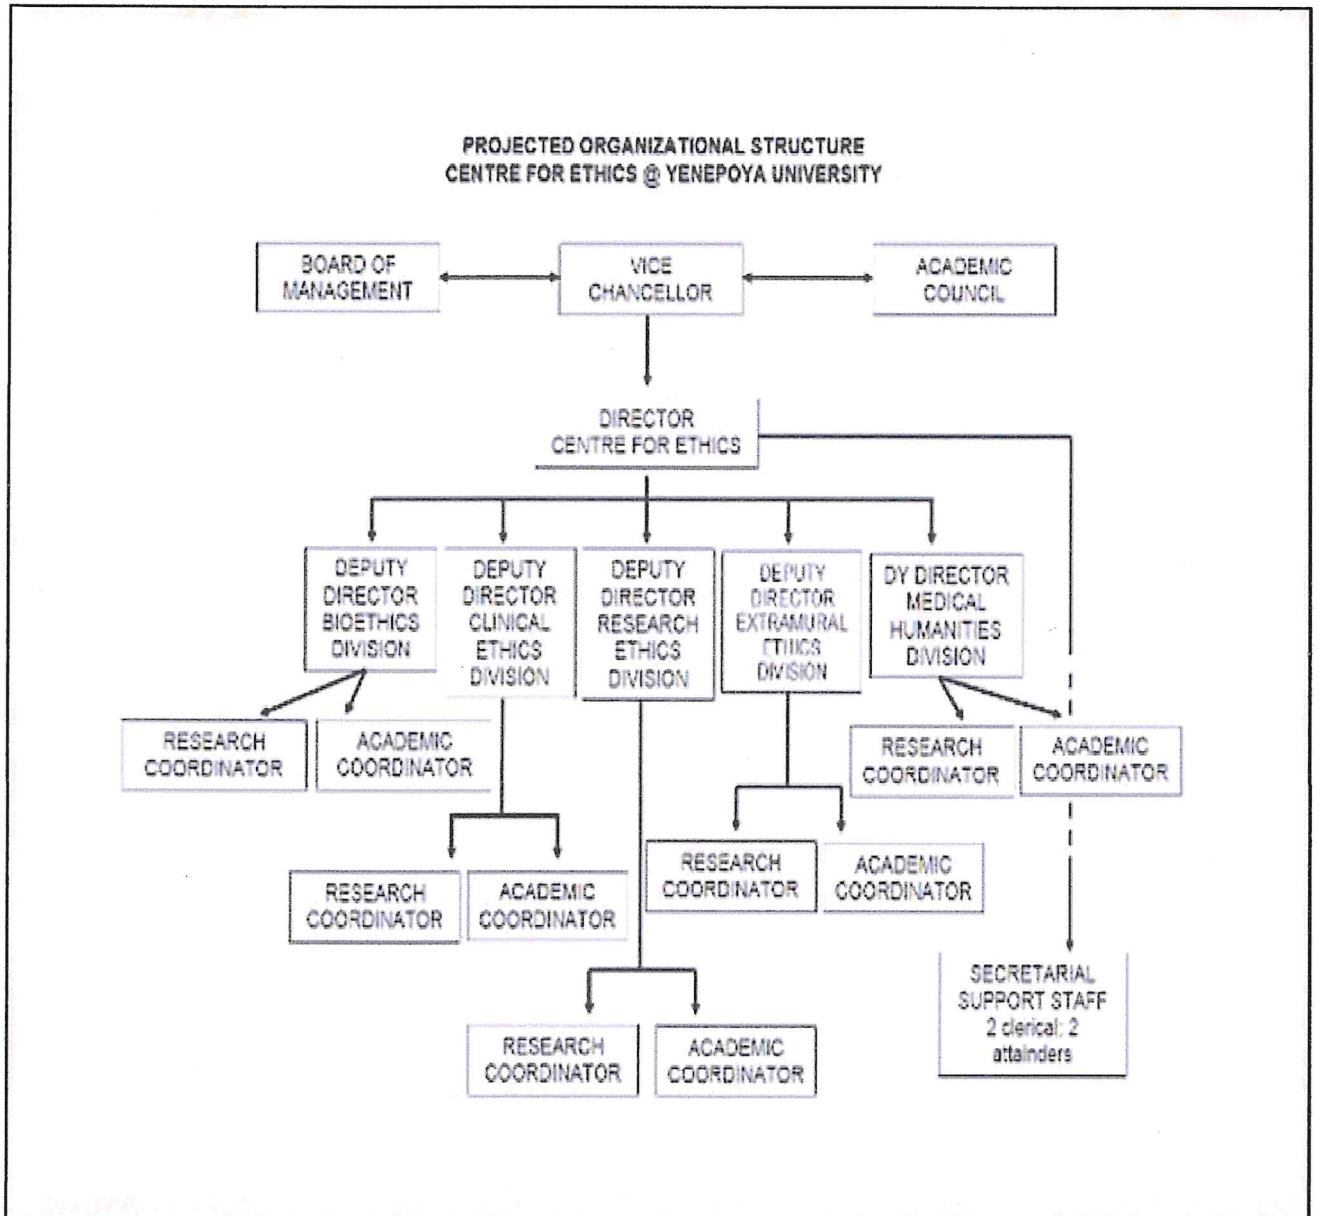 PROJECTED ORGANIZATIONAL STRUCTURE
CENTRE FOR ETHICS @ YENEPOYA UNIVERSITY
BOARD OF
MANAGEMENT
VICE
CHANCELLOR
ACADEMIC
COUNCIL
DIRECTOR
CENTRE FOR ETHICS
DEPUTY
DIRECTOR
BIOETHICS
DIVISION
DEPUTY
DIRECTOR
CLINICAL
ETHICS
DIVISION
DEPUTY
DIRECTOR
RESEARCH
ETHICS
DIVISION
DEPUTY
DIRECTOR
EXTRAMURAL
ETHICS
DIVISION
DY DIRECTOR
MEDICAL
HUMANITIES
DIVISION
RESEARCH
COORDINATOR
ACADEMIC
COORDINATOR
RESEARCH
COORDINATOR
ACADEMIC
COORDINATOR
RESEARCH
COORDINATOR
ACADEMIC
COORDINATOR
RESEARCH
COORDINATOR
ACADEMIC
COORDINATOR
RESEARCH
COORDINATOR
ACADEMIC
COORDINATOR
SECRETARIAL
SUPPORT STAFF
2 clerical: 2
attainders